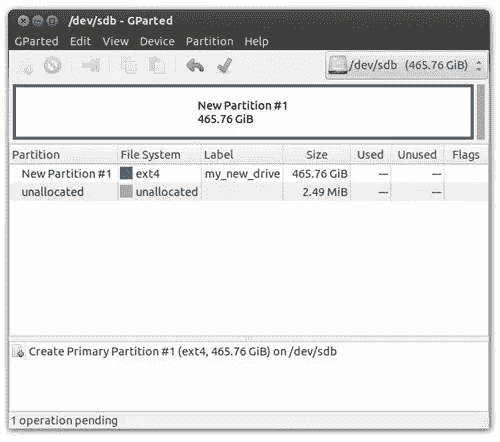 /dev/sdb - GParted
GParted Edit View Device Partition Help
/dev/sdb (465.76 GiB)
New Partition #1
465.76 GiB
Partition File System Label Size Used Unused Flags
New Partition #1 ext4 my_new_drive 465.76 GiB --- ---
unallocated unallocated 2.49 MiB --- ---
Create Primary Partition #1 (ext4, 465.76 GiB) on /dev/sdb
1 operation pending